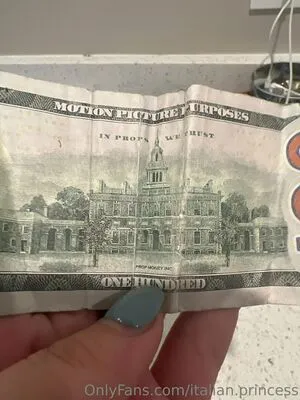 MOTION PICTURE PURPOSES
IN PROPS WE TRUST
PROP MONEY INC.
ONE HUNDRED
OnlyFans.com/italian.princess